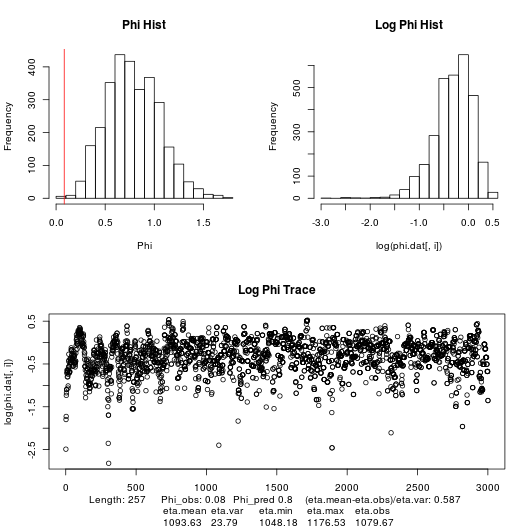 Phi Hist
Log Phi Hist
Frequency
0 100 200 300 400
0.0 0.5 1.0 1.5
Phi
Frequency
0 100 300 500
-3.0 -2.0 -1.0 0.0 0.5
log(phi.dat[, i])
Log Phi Trace
log(phi.dat[, i])
0.5 -0.5 -1.5 -2.5
0 500 1000 1500 2000 2500 3000
Length: 257 Phi_obs: 0.08 Phi_pred 0.8 (eta.mean-eta.obs)/eta.var: 0.587
eta.mean eta.var eta.min eta.max eta.obs
1093.63 23.79 1048.18 1176.53 1079.67